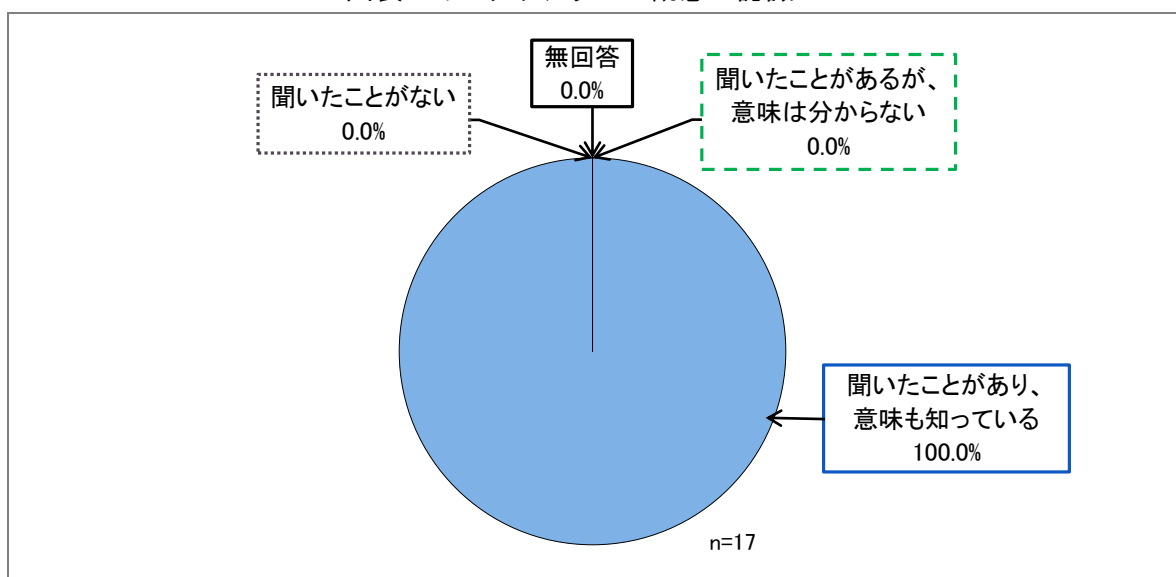 無回答
0.0%
聞いたことがない
0.0%
聞いたことがあるが、
意味は分からない
0.0%
聞いたことがあり、
意味も知っている
100.0%
n=17